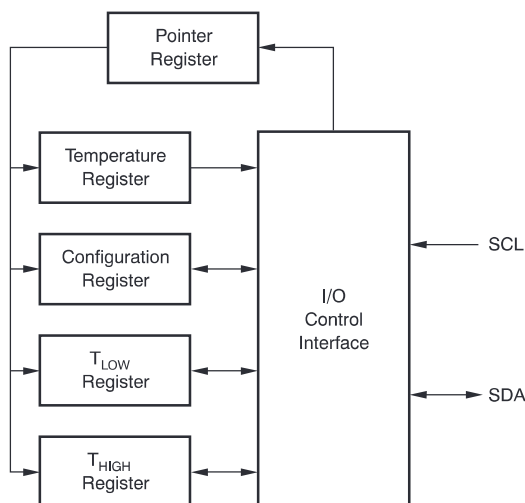 Pointer
Register
Temperature
Register
Configuration
Register
T_LOW
Register
T_HIGH
Register
I/O
Control
Interface
SCL
SDA